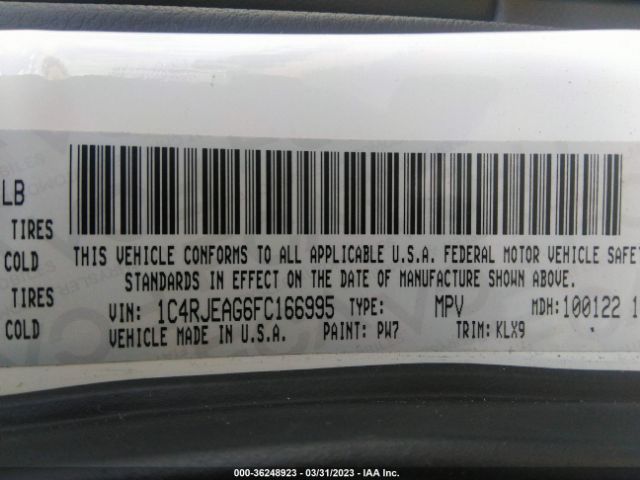 LB
TIRES
COLD
TIRES
COLD
THIS VEHICLE CONFORMS TO ALL APPLICABLE U.S.A. FEDERAL MOTOR VEHICLE SAFE
STANDARDS IN EFFECT ON THE DATE OF MANUFACTURE SHOWN ABOVE.
VIN: 1C4RJEAG6FC166995 TYPE: MPV MDH:100122 1
VEHICLE MADE IN U.S.A. PAINT: PW7 TRIM:KLX9
000-36248923 - 03/31/2023 - IAA Inc.